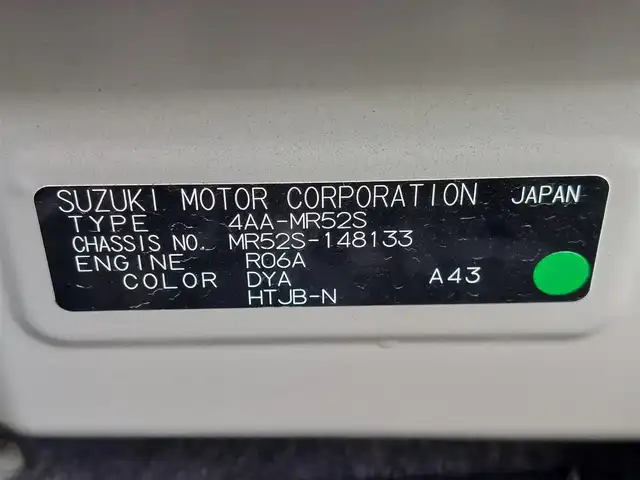 SUZUKI MOTOR CORPORATION JAPAN
TYPE 4AA-MR52S
CHASSIS NO. MR52S-148133
ENGINE R06A
COLOR DYA A43
HTJB-N